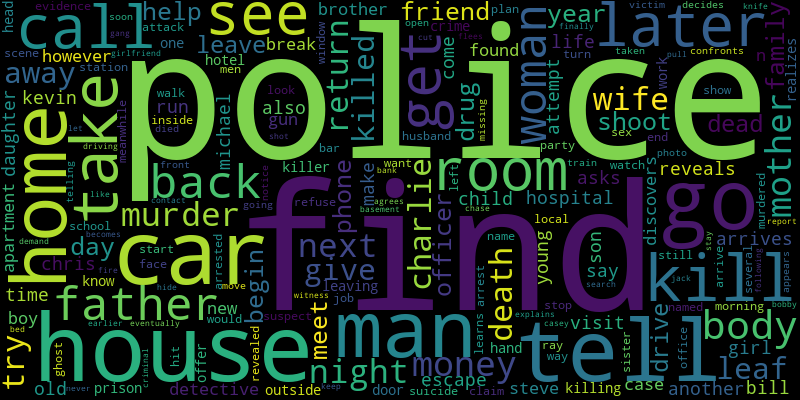 police
find
house
man
tell
kill
go
car
home
take
call
see
get
later
room
back
father
murder
night
money
body
mother
woman
wife
shoot
death
next
give
day
try
away
help
leave
friend
year
brother
break
found
life
family
dead
head
evidence
soon
gang
girlfriend
attack
one
plan
victim
decides
knife
finally
flees
open
cut
crime
come
window
turn
taken
confronts
pull
realizes
scene
however
station
hotel
men
return
killed
drug
attempt
work
show
kevin
walk
look
run
also
gun
inside
died
shot
bar
husband
missing
sex
end
let
driving
meanwhile
michael
daughter
apartment
telling
like
front
killer
want
bank
party
train
watch
photo
reveals
asks
make
agrees
left
child
hospital
discovers
murdered
notice
contact
going
refuse
basement
phone
charlie
officer
chase
name
local
young
son
say
arrives
report
demand
school
becomes
start
arrested
begin
leaving
stay
following
still
several
arrive
appears
chris
fire
face
know
hide
move
witness
job
stop
search
jack
named
morning
bobby
time
new
would
suspect
meet
learns
arrest
explains
casey
visit
drive
office
girl
boy
earlier
eventually
revealed
hit
offer
hand
ray
way
sister
leaf
bed
ghost
criminal
old
never
prison
detective
outside
keep
door
suicide
escape
claim
steve
killing
case
another
bill